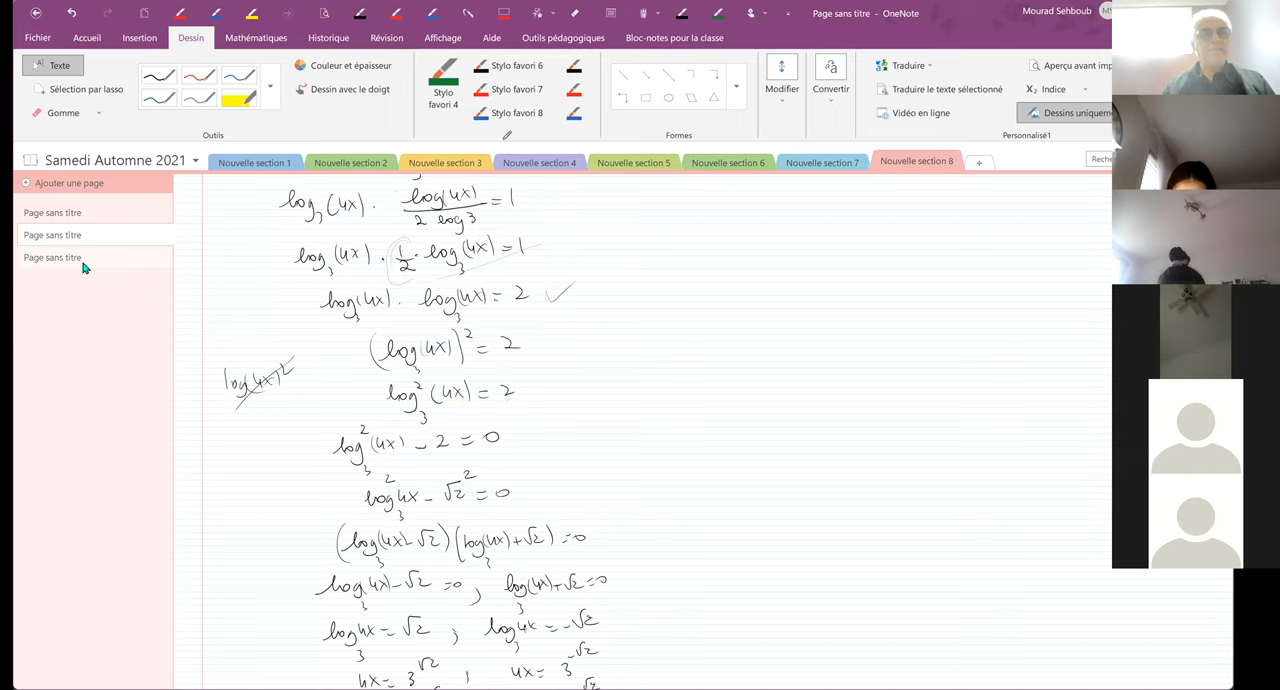 Page sans titre - OneNote
Mourad Sehboub
Fichier Accueil Insertion Dessin Mathématiques Historique Révision Affichage Aide Outils pédagogiques Bloc-notes pour la classe
Texte
Sélection par lasso
Gomme
Outils
Couleur et épaisseur
Dessin avec le doigt
Stylo favori 4
Stylo favori 6
Stylo favori 7
Stylo favori 8
Formes
Modifier
Convertir
Traduire
Traduire le texte sélectionné
Vidéo en ligne
Aperçu avant imp
Indice
Dessins uniquem
Personnalisé1
Samedi Automne 2021
Nouvelle section 1 Nouvelle section 2 Nouvelle section 3 Nouvelle section 4 Nouvelle section 5 Nouvelle section 6 Nouvelle section 7 Nouvelle section 8 +
Reche
Ajouter une page
Page sans titre
Page sans titre
Page sans titre
log₃(4x) · log(4x)/(2 log 3) = 1
log₃(4x) · 1/2 · log₃(4x) = 1
log₃(4x) · log₃(4x) = 2 ✓
(log₃(4x))² = 2
log(4x)²
log₃²(4x) = 2
log₃²(4x) - 2 = 0
log₃²4x - √2² = 0
(log₃(4x) - √2)(log₃(4x) + √2) = 0
log₃(4x) - √2 = 0 ; log₃(4x) + √2 = 0
log₃4x = √2 ; log₃4x = -√2
4x = 3^√2 ; 4x = 3^-√2